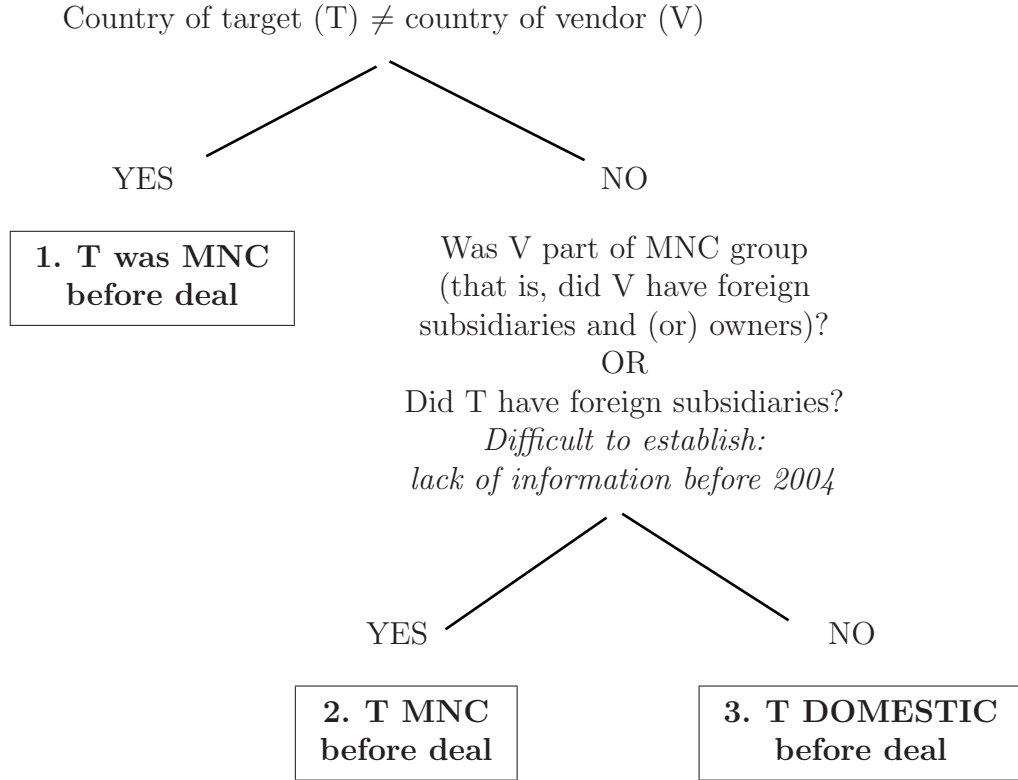 Country of target (T) ≠ country of vendor (V)
YES
NO
1. T was MNC
before deal
Was V part of MNC group
(that is, did V have foreign
subsidiaries and (or) owners)?
OR
Did T have foreign subsidiaries?
Difficult to establish:
lack of information before 2004
YES
NO
2. T MNC
before deal
3. T DOMESTIC
before deal